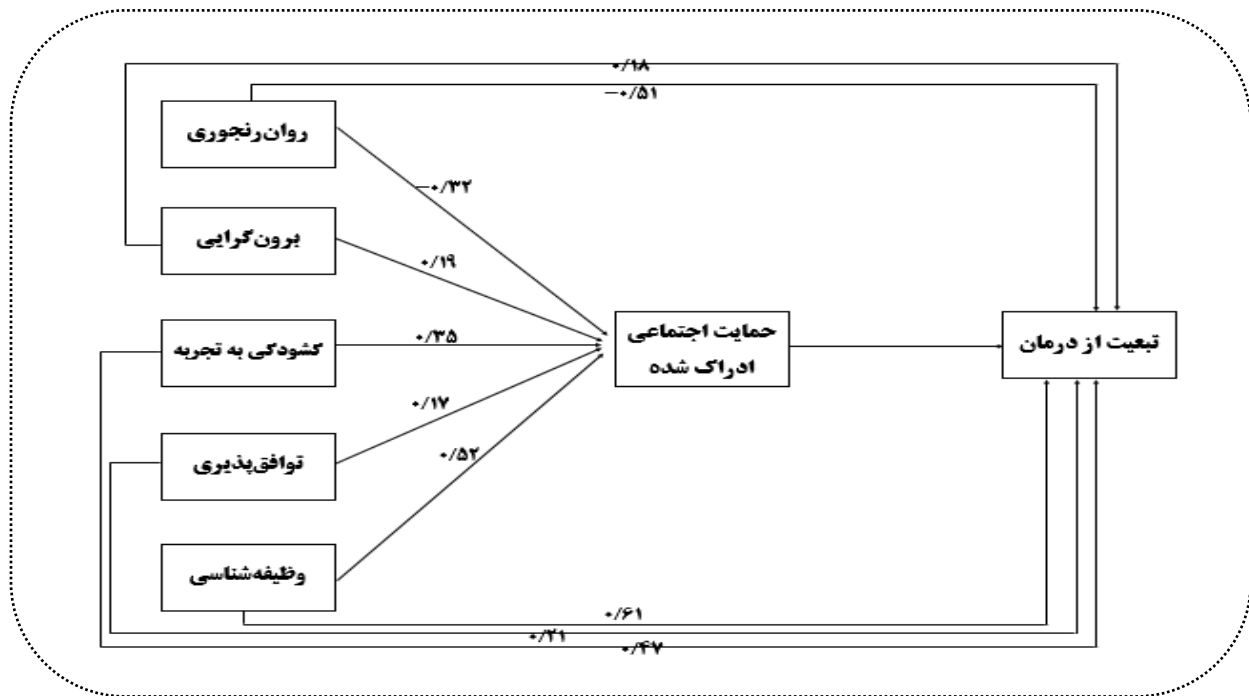 ۰/۱۸
−۰/۵۱
روان‌رنجوری
−۰/۳۲
برون‌گرایی
۰/۱۹
حمایت اجتماعی
ادراک شده
تبعیت از درمان
گشودگی به تجربه
۰/۳۵
۰/۱۷
توافق‌پذیری
۰/۵۲
وظیفه‌شناسی
۰/۶۱
۰/۲۱
۰/۴۷